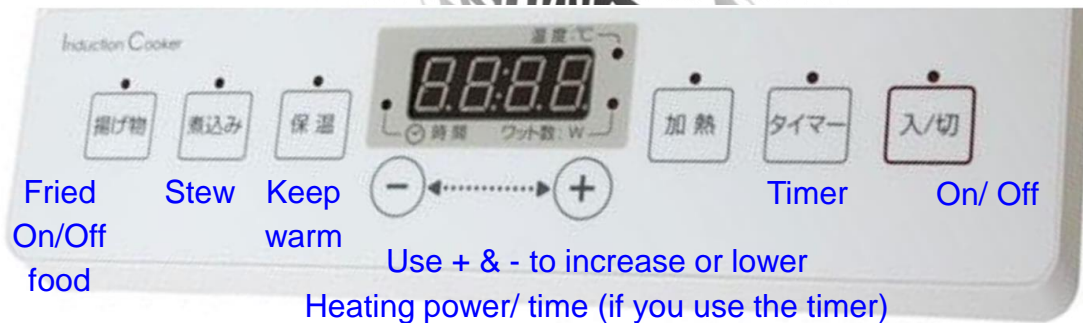 Induction Cooker
温度:℃
88:88
時間 ワット数:W
揚げ物 煮込み 保温 加熱 タイマー 入/切
− +
Fried Stew Keep Timer On/ Off
On/Off warm
food
Use + & - to increase or lower
Heating power/ time (if you use the timer)